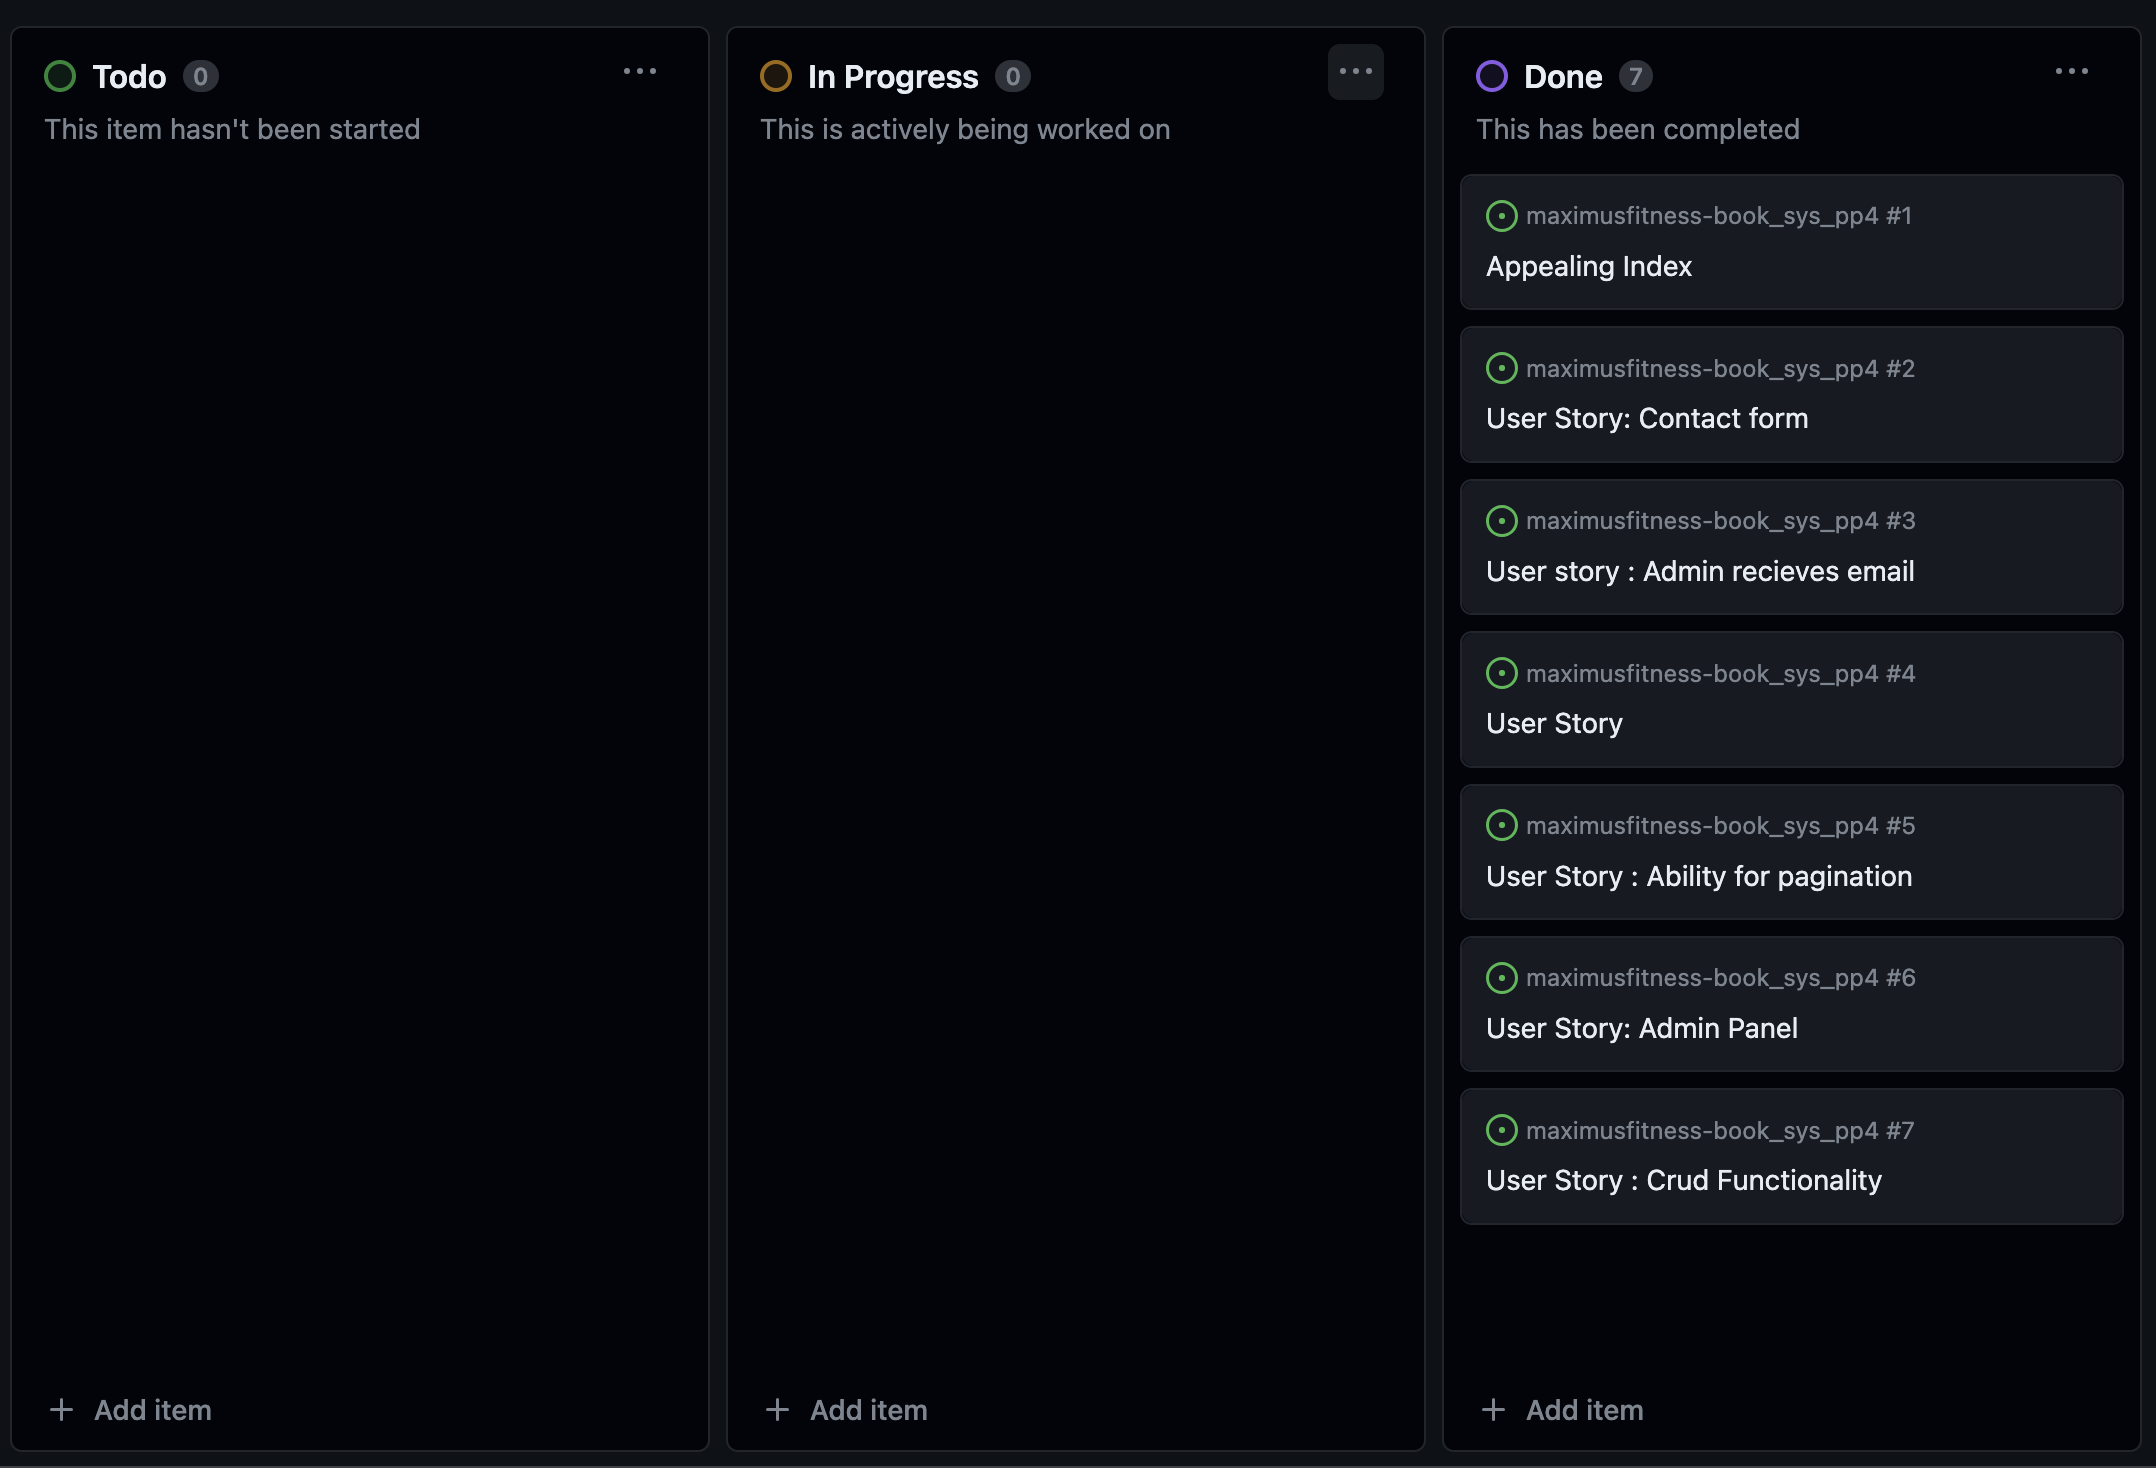 Todo 0
This item hasn't been started
Add item
In Progress 0
This is actively being worked on
Add item
Done 7
This has been completed
maximusfitness-book_sys_pp4 #1
Appealing Index
maximusfitness-book_sys_pp4 #2
User Story: Contact form
maximusfitness-book_sys_pp4 #3
User story : Admin recieves email
maximusfitness-book_sys_pp4 #4
User Story
maximusfitness-book_sys_pp4 #5
User Story : Ability for pagination
maximusfitness-book_sys_pp4 #6
User Story: Admin Panel
maximusfitness-book_sys_pp4 #7
User Story : Crud Functionality
Add item